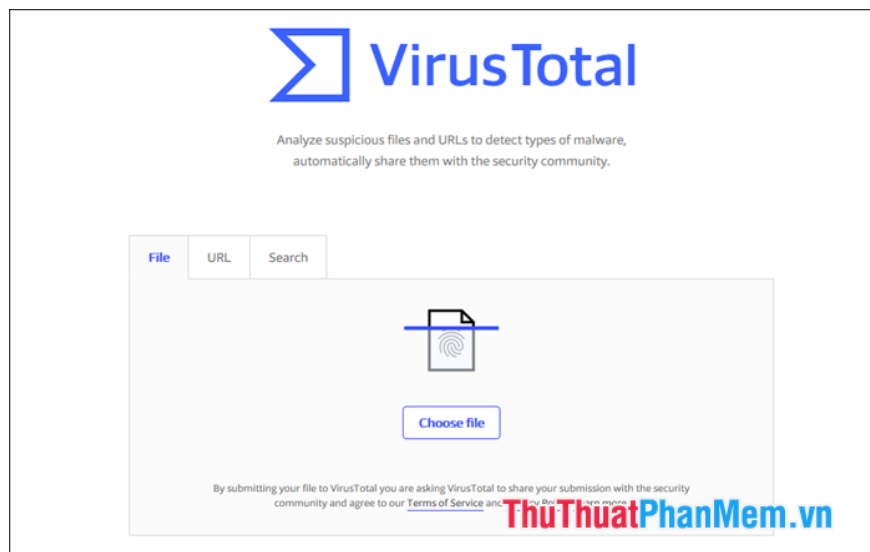 VirusTotal
Analyze suspicious files and URLs to detect types of malware,
automatically share them with the security community.
File URL Search
Choose file
By submitting your file to VirusTotal you are asking VirusTotal to share your submission with the security
community and agree to our Terms of Service and
ThuThuatPhanMem.vn